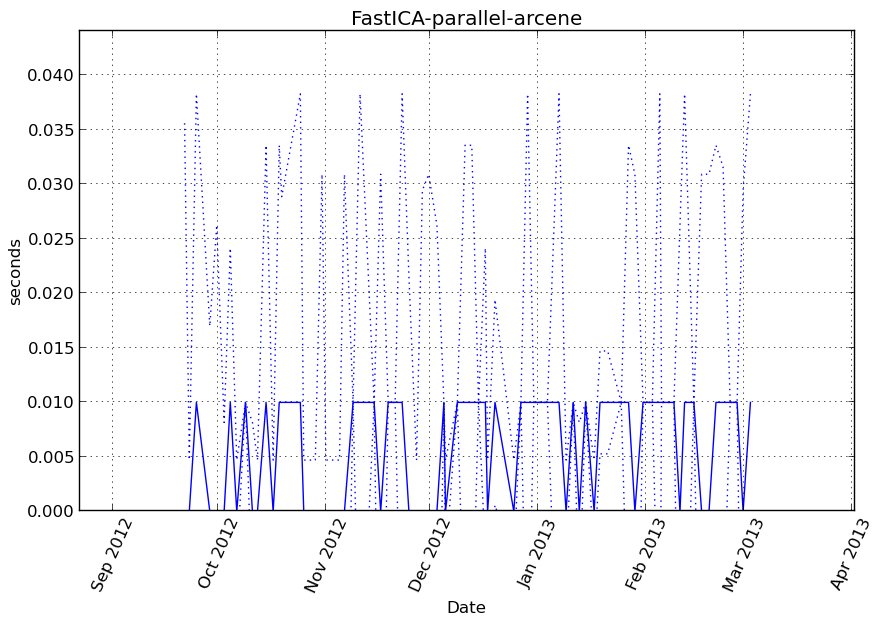 FastICA-parallel-arcene
seconds
0.040
0.035
0.030
0.025
0.020
0.015
0.010
0.005
0.000
Sep 2012
Oct 2012
Nov 2012
Dec 2012
Jan 2013
Feb 2013
Mar 2013
Apr 2013
Date